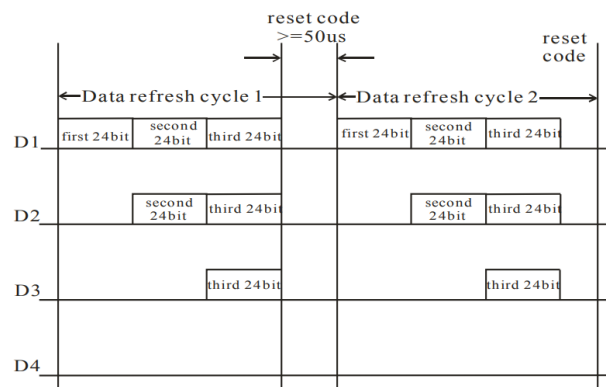 reset code
>=50us
reset
code
Data refresh cycle 1
Data refresh cycle 2
D1
first 24bit
second
24bit
third 24bit
first 24bit
second
24bit
third 24bit
D2
second
24bit
third 24bit
second
24bit
third 24bit
D3
third 24bit
third 24bit
D4